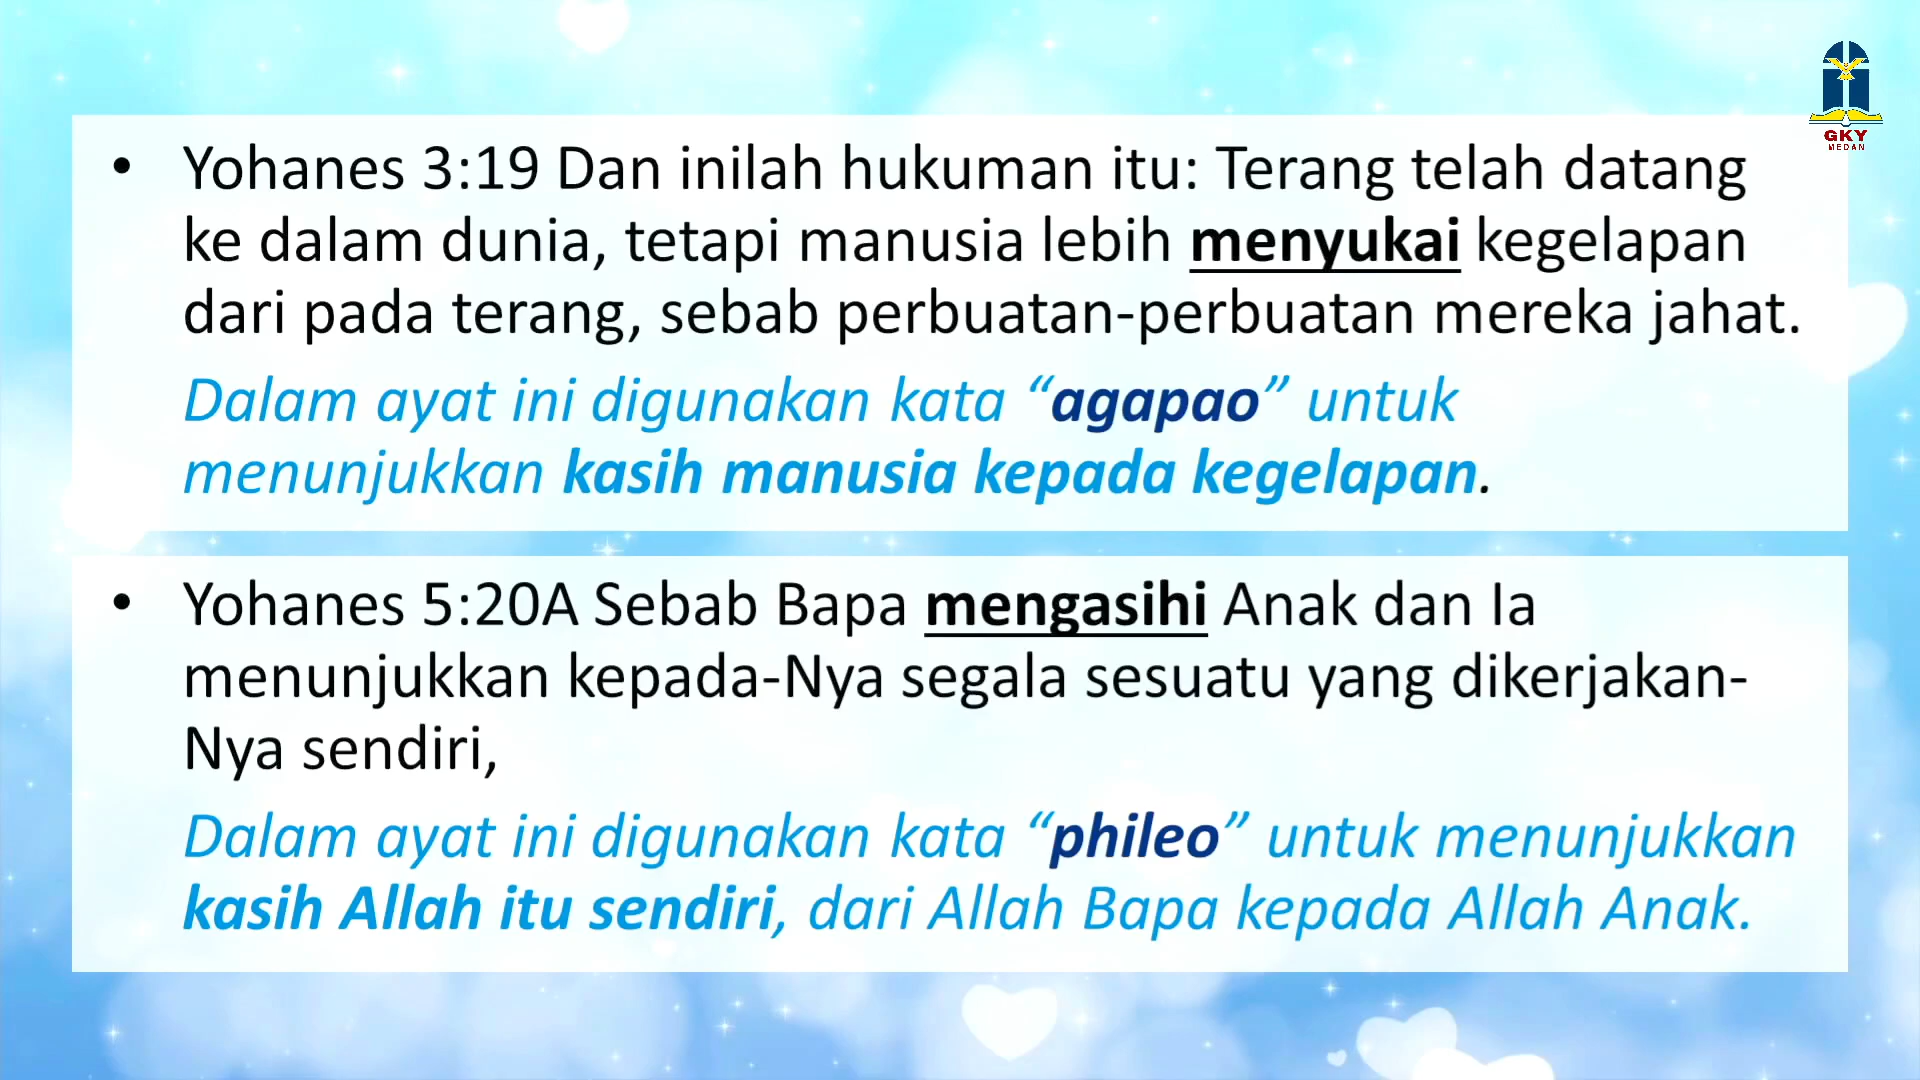 GKY
MEDAN
• Yohanes 3:19 Dan inilah hukuman itu: Terang telah datang
ke dalam dunia, tetapi manusia lebih menyukai kegelapan
dari pada terang, sebab perbuatan-perbuatan mereka jahat.
Dalam ayat ini digunakan kata “agapao” untuk
menunjukkan kasih manusia kepada kegelapan.
• Yohanes 5:20A Sebab Bapa mengasihi Anak dan Ia
menunjukkan kepada-Nya segala sesuatu yang dikerjakan-
Nya sendiri,
Dalam ayat ini digunakan kata “phileo” untuk menunjukkan
kasih Allah itu sendiri, dari Allah Bapa kepada Allah Anak.